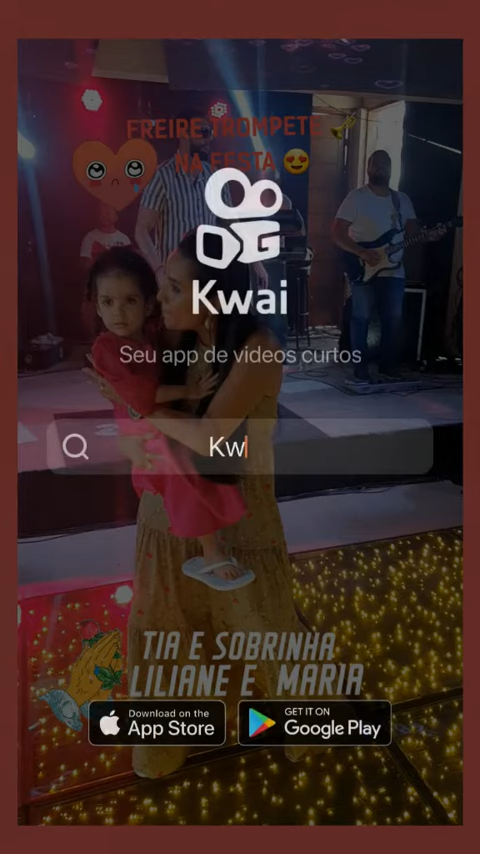 FREIRE TROMPETE
NA FESTA
Kwai
Seu app de vídeos curtos
Kw
TIA E SOBRINHA
LILIANE E MARIA
Download on the
App Store
GET IT ON
Google Play